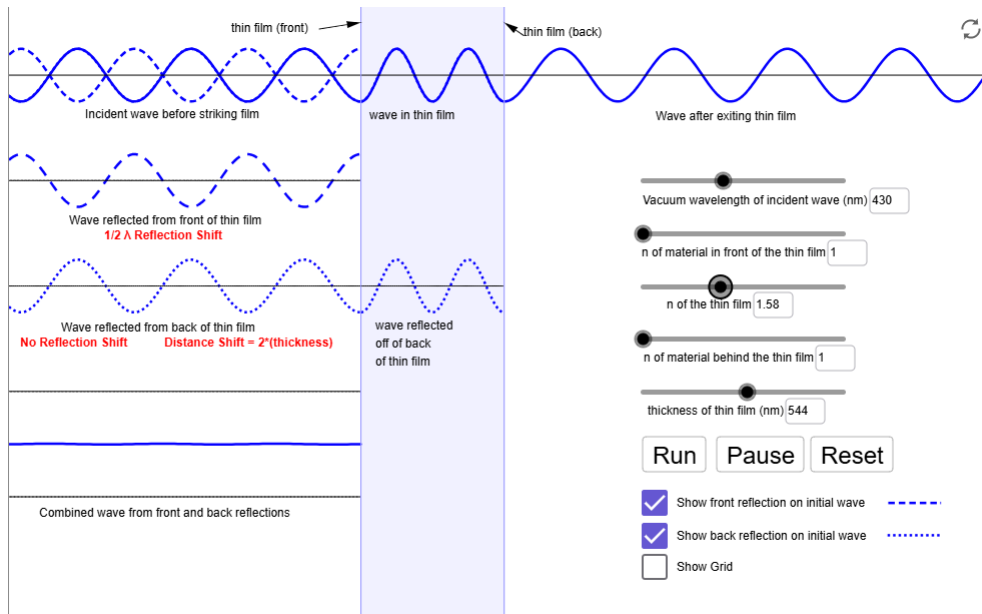 thin film (front)
thin film (back)
Incident wave before striking film
wave in thin film
Wave after exiting thin film
Wave reflected from front of thin film
1/2 λ Reflection Shift
Vacuum wavelength of incident wave (nm) 430
n of material in front of the thin film 1
n of the thin film 1.58
Wave reflected from back of thin film
No Reflection Shift Distance Shift = 2*(thickness)
wave reflected
off of back
of thin film
n of material behind the thin film 1
thickness of thin film (nm) 544
Run Pause Reset
Show front reflection on initial wave
Combined wave from front and back reflections
Show back reflection on initial wave
Show Grid